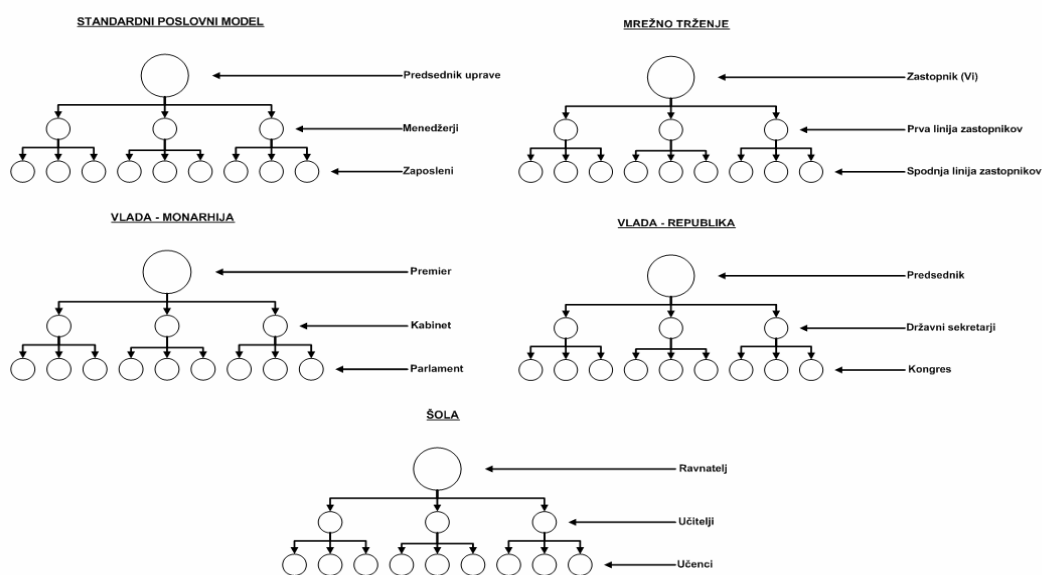 STANDARDNI POSLOVNI MODEL
Predsednik uprave
Menedžerji
Zaposleni
MREŽNO TRŽENJE
Zastopnik (Vi)
Prva linija zastopnikov
Spodnja linija zastopnikov
VLADA - MONARHIJA
Premier
Kabinet
Parlament
VLADA - REPUBLIKA
Predsednik
Državni sekretarji
Kongres
ŠOLA
Ravnatelj
Učitelji
Učenci